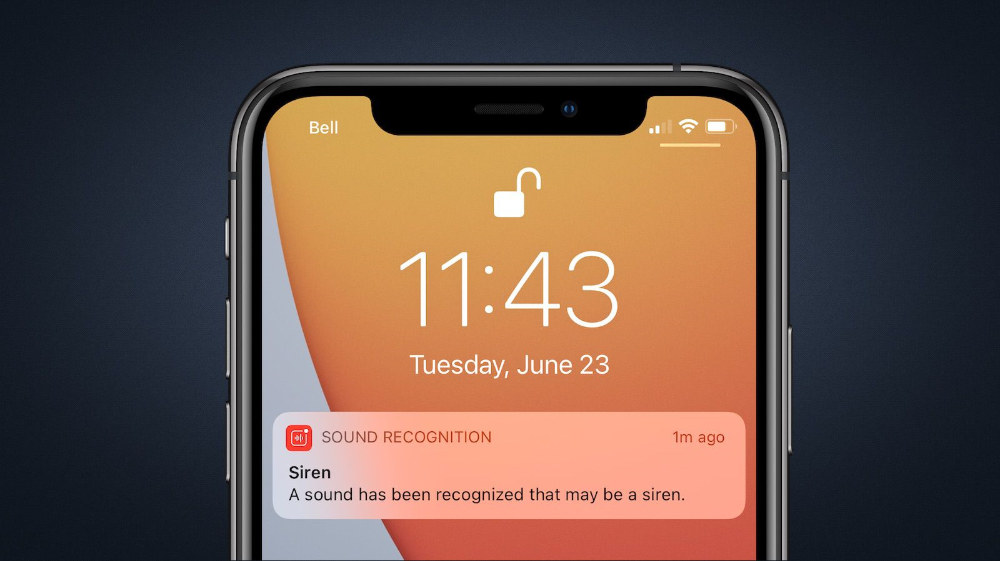 Bell
11:43
Tuesday, June 23
SOUND RECOGNITION 1m ago
Siren
A sound has been recognized that may be a siren.